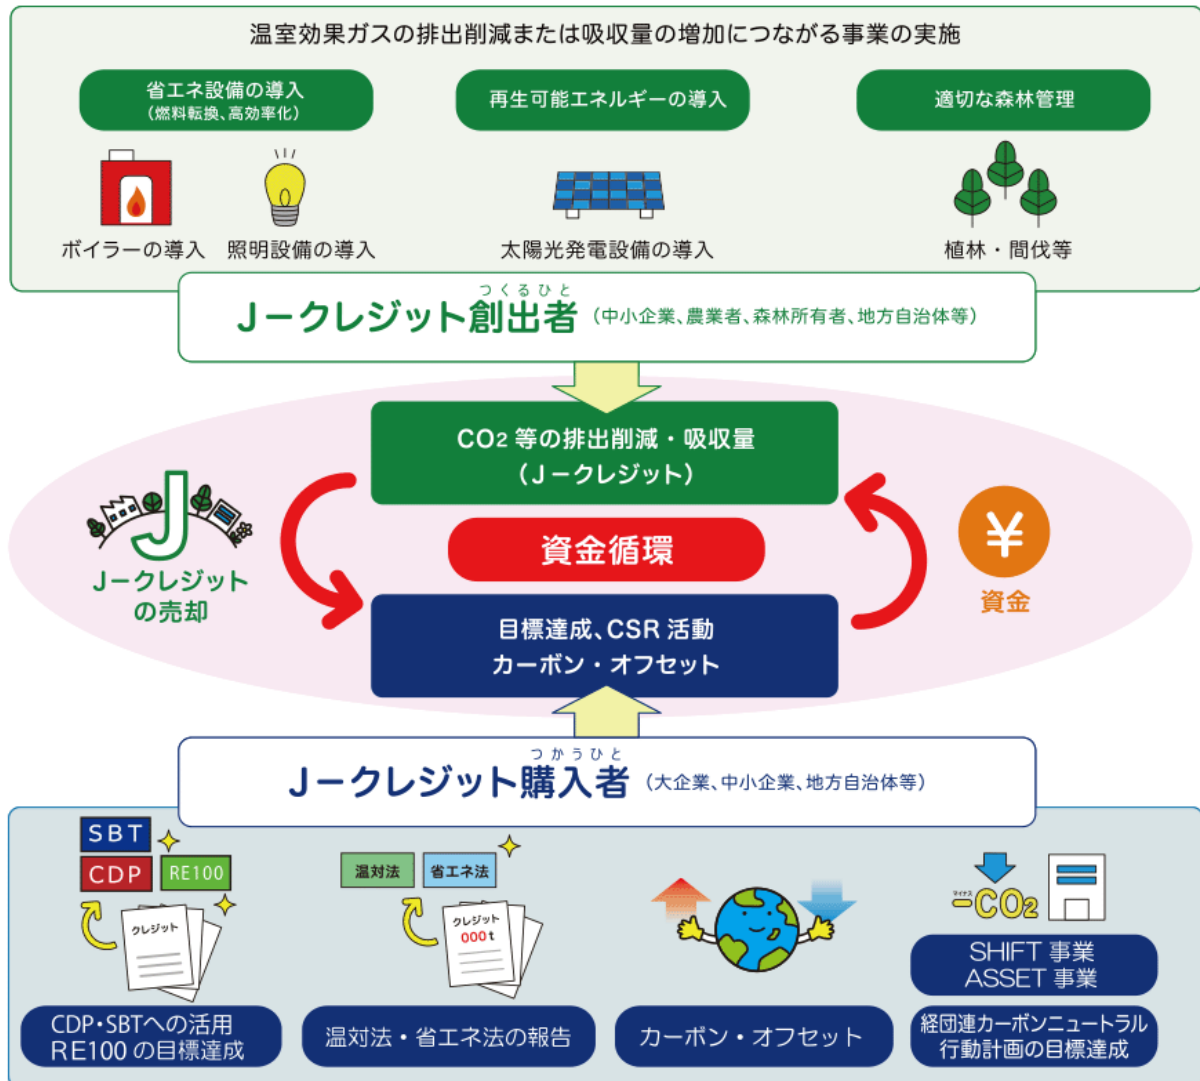 温室効果ガスの排出削減または吸収量の増加につながる事業の実施
省エネ設備の導入
（燃料転換、高効率化）
再生可能エネルギーの導入
適切な森林管理
ボイラーの導入
照明設備の導入
太陽光発電設備の導入
植林・間伐等
つくるひと
Jークレジット創出者（中小企業、農業者、森林所有者、地方自治体等）
CO2 等の排出削減・吸収量
（Jークレジット）
J
Jークレジット
の売却
資金循環
¥
資金
目標達成、CSR 活動
カーボン・オフセット
つかうひと
Jークレジット購入者（大企業、中小企業、地方自治体等）
SBT
CDP
RE100
クレジット
CDP・SBTへの活用
RE100 の目標達成
温対法
省エネ法
クレジット
000t
温対法・省エネ法の報告
カーボン・オフセット
マイナス
ーCO2
SHIFT 事業
ASSET 事業
経団連カーボンニュートラル
行動計画の目標達成